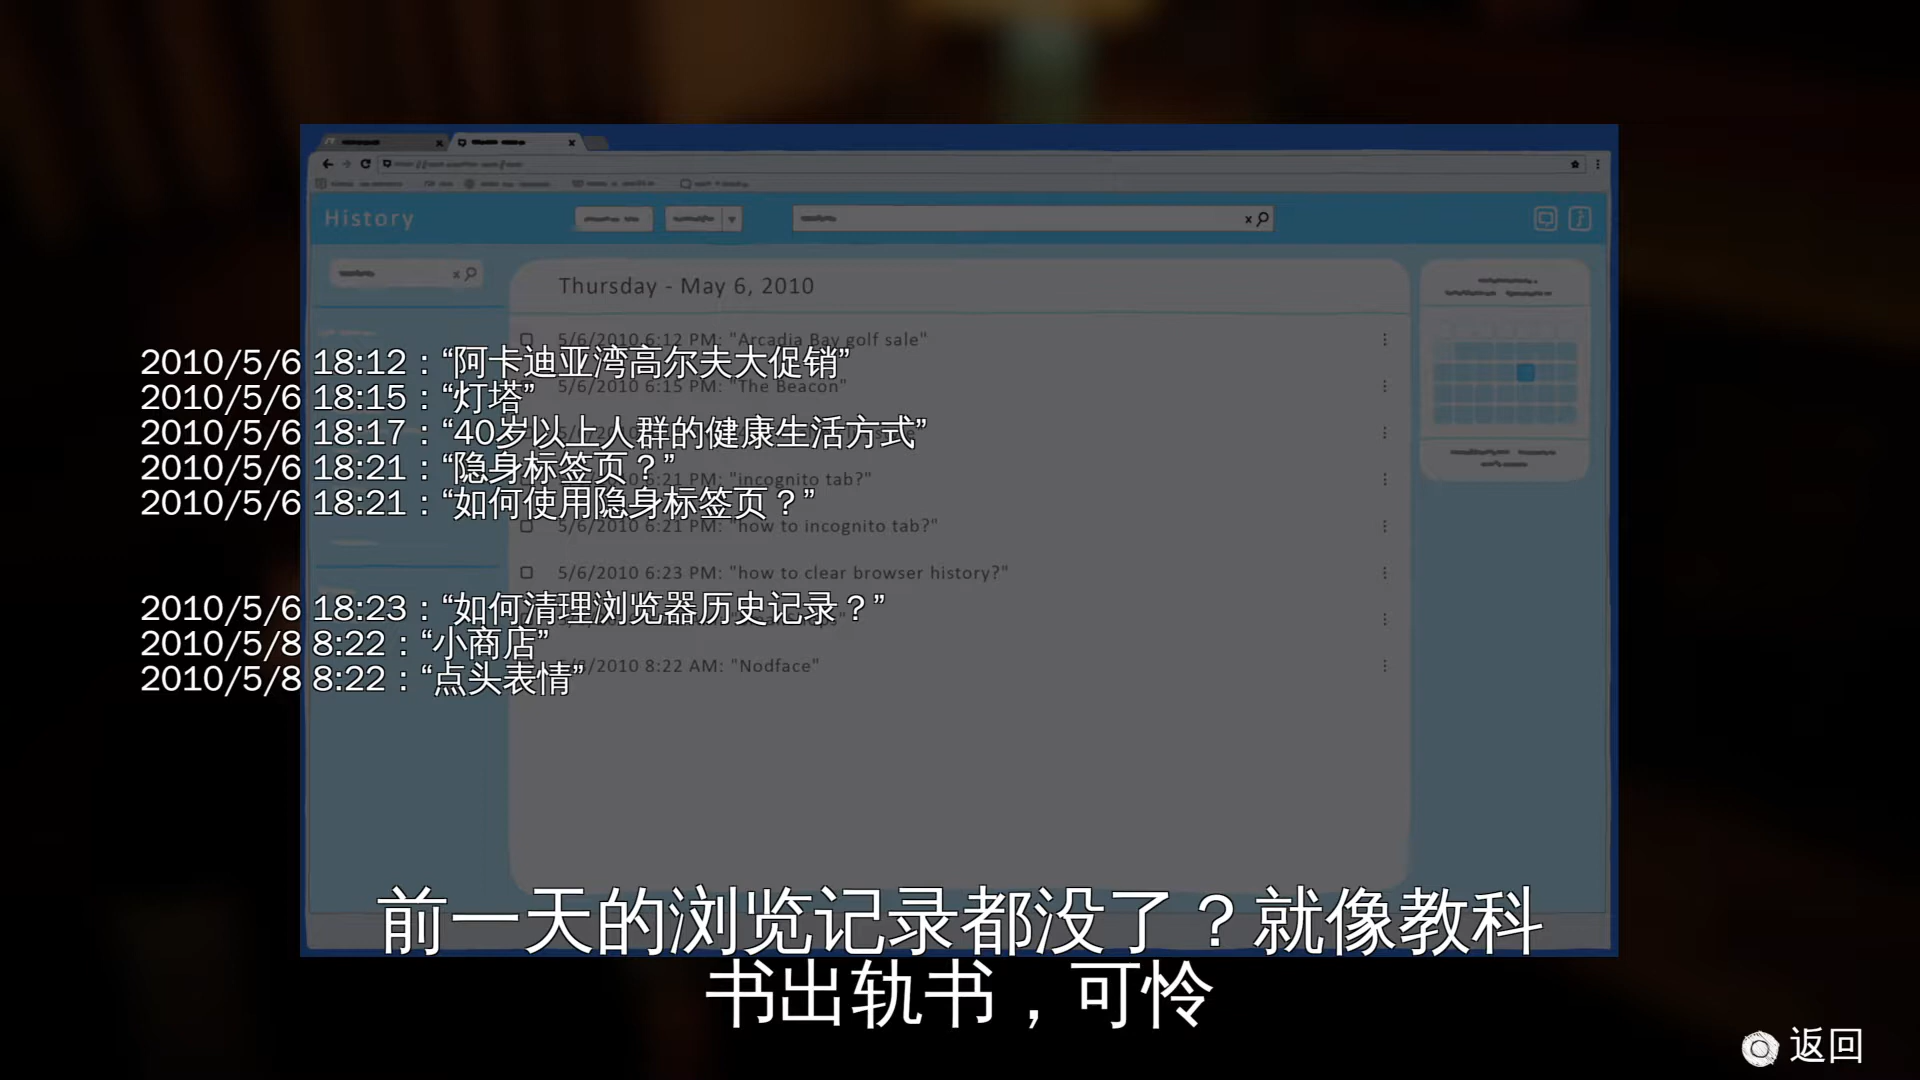 History
Thursday - May 6, 2010
5/6/2010 6:12 PM: "Arcadia Bay golf sale"
2010/5/6 18:12：“阿卡迪亚湾高尔夫大促销”
5/6/2010 6:15 PM: "The Beacon"
2010/5/6 18:15：“灯塔”
2010/5/6 18:17：“40岁以上人群的健康生活方式”
2010/5/6 18:21：“隐身标签页？”
6:21 PM: "incognito tab?"
2010/5/6 18:21：“如何使用隐身标签页？”
5/6/2010 6:21 PM: "how to incognito tab?"
5/6/2010 6:23 PM: "how to clear browser history?"
2010/5/6 18:23：“如何清理浏览器历史记录？”
2010/5/8 8:22：“小商店”
/2010 8:22 AM: "Nodface"
2010/5/8 8:22：“点头表情”
前一天的浏览记录都没了？就像教科
书出轨书，可怜
返回